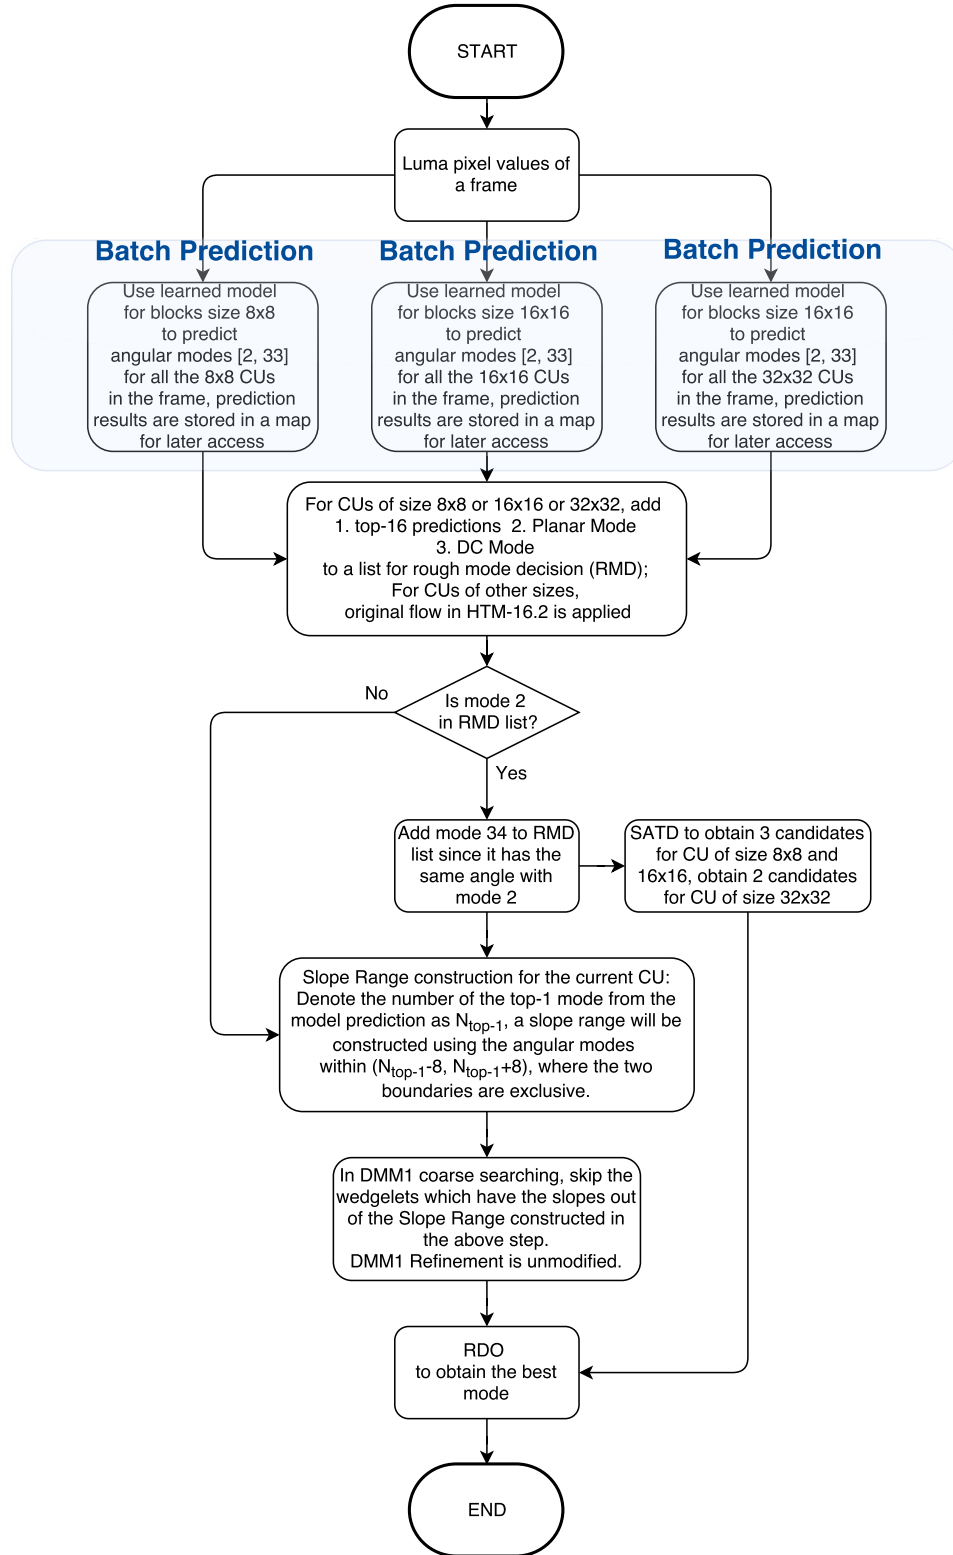 START
Luma pixel values of
a frame
Batch Prediction
Use learned model
for blocks size 8x8
to predict
angular modes [2, 33]
for all the 8x8 CUs
in the frame, prediction
results are stored in a map
for later access
Batch Prediction
Use learned model
for blocks size 16x16
to predict
angular modes [2, 33]
for all the 16x16 CUs
in the frame, prediction
results are stored in a map
for later access
Batch Prediction
Use learned model
for blocks size 16x16
to predict
angular modes [2, 33]
for all the 32x32 CUs
in the frame, prediction
results are stored in a map
for later access
For CUs of size 8x8 or 16x16 or 32x32, add
1. top-16 predictions  2. Planar Mode
3. DC Mode
to a list for rough mode decision (RMD);
For CUs of other sizes,
original flow in HTM-16.2 is applied
Is mode 2
in RMD list?
No
Yes
Add mode 34 to RMD
list since it has the
same angle with
mode 2
SATD to obtain 3 candidates
for CU of size 8x8 and
16x16, obtain 2 candidates
for CU of size 32x32
Slope Range construction for the current CU:
Denote the number of the top-1 mode from the
model prediction as Ntop-1, a slope range will be
constructed using the angular modes
within (Ntop-1-8, Ntop-1+8), where the two
boundaries are exclusive.
In DMM1 coarse searching, skip the
wedgelets which have the slopes out
of the Slope Range constructed in
the above step.
DMM1 Refinement is unmodified.
RDO
to obtain the best
mode
END